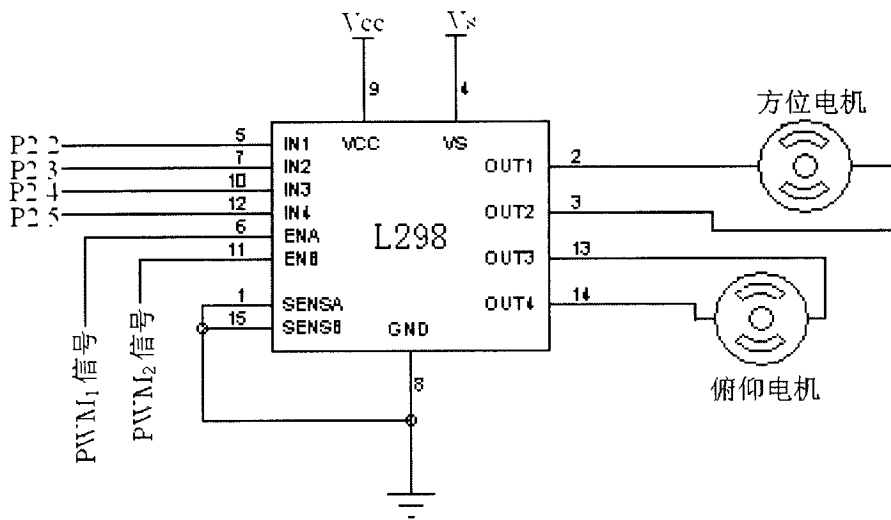 Vcc
Vs
9
4
方位电机
P2.2
5
IN1
VCC
VS
P2.3
7
IN2
OUT1
2
P2.4
10
IN3
P2.5
12
IN4
OUT2
3
6
ENA
L298
11
ENB
OUT3
13
1
SENSA
OUT4
14
15
SENSB
GND
俯仰电机
8
PWM₁信号
PWM₂信号